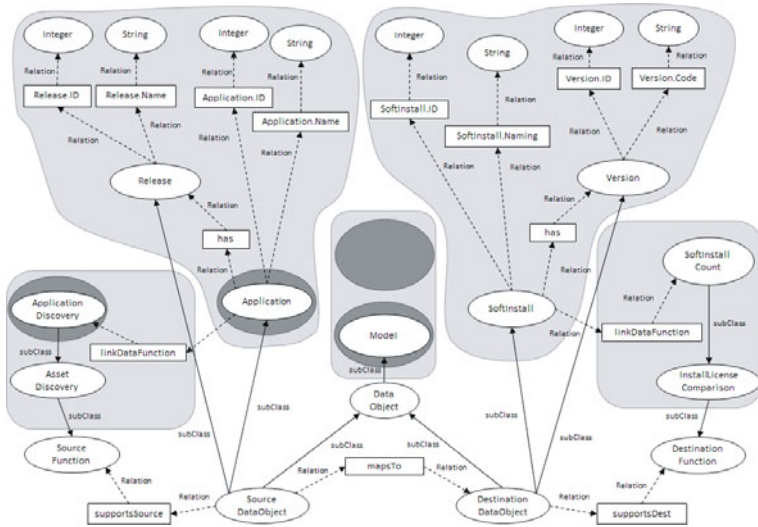 Integer
String
Integer
String
Integer
String
Integer
String
Relation
Relation
Relation
Relation
Relation
Relation
Relation
Relation
Release.ID
Release.Name
Application.ID
Application.Name
SoftInstall.ID
SoftInstall.Naming
Version.ID
Version.Code
Relation
Relation
Relation
Relation
Relation
Relation
Relation
Relation
Release
Version
Relation
has
Relation
Relation
has
Relation
Application
Discovery
Application
Model
SoftInstall
SoftInstall
Count
linkDataFunction
Relation
linkDataFunction
Relation
subClass
subClass
Asset
Discovery
subClass
Data
Object
InstallLicense
Comparison
subClass
subClass
subClass
subClass
subClass
Source
Function
subClass
subClass
subClass
subClass
Destination
Function
Relation
Relation
mapsTo
Relation
Relation
supportsSource
Relation
Source
DataObject
Destination
DataObject
Relation
supportsDest